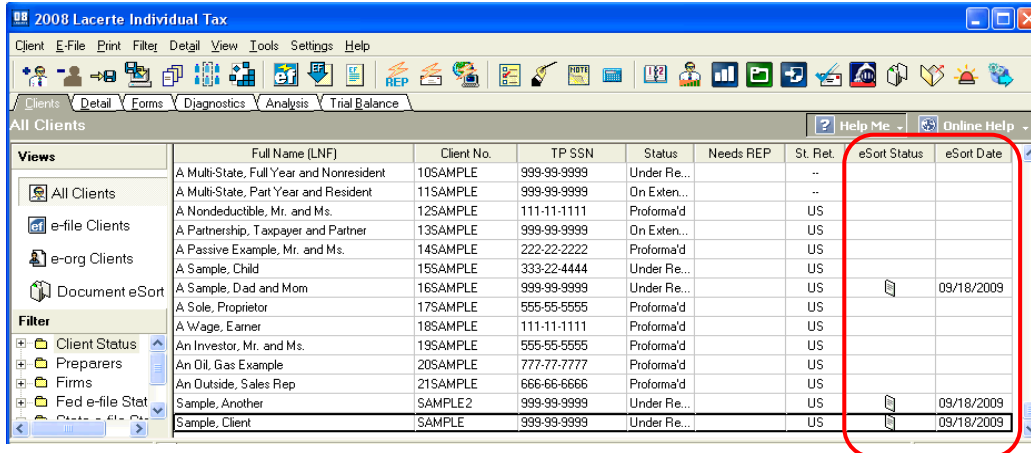 08 2008 Lacerte Individual Tax
Client E-File Print Filter Detail View Tools Settings Help
REP NOTE
Clients Detail Forms Diagnostics Analysis Trial Balance
All Clients ? Help Me Online Help
Views Full Name (LNF) Client No. TP SSN Status Needs REP St. Ret. eSort Status eSort Date
A Multi-State, Full Year and Nonresident 10SAMPLE 999-99-9999 Under Re... --
All Clients A Multi-State, Part Year and Resident 11SAMPLE 999-99-9999 On Exten... --
A Nondeductible, Mr. and Ms. 12SAMPLE 111-11-1111 Proforma'd US
ef e-file Clients A Partnership, Taxpayer and Partner 13SAMPLE 999-99-9999 On Exten... US
A Passive Example, Mr. and Ms. 14SAMPLE 222-22-2222 Proforma'd US
e-org Clients A Sample, Child 15SAMPLE 333-22-4444 Under Re... US
Document eSort A Sample, Dad and Mom 16SAMPLE 999-99-9999 Under Re... US 09/18/2009
A Sole, Proprietor 17SAMPLE 555-55-5555 Proforma'd US
Filter A Wage, Earner 18SAMPLE 111-11-1111 Proforma'd US
Client Status An Investor, Mr. and Ms. 19SAMPLE 555-55-5555 Proforma'd US
Preparers An Oil, Gas Example 20SAMPLE 777-77-7777 Proforma'd US
Firms An Outside, Sales Rep 21SAMPLE 666-66-6666 Proforma'd US
Fed e-file Stat Sample, Another SAMPLE2 999-99-9999 Under Re... US 09/18/2009
Sample, Client SAMPLE 999-99-9999 Under Re... US 09/18/2009